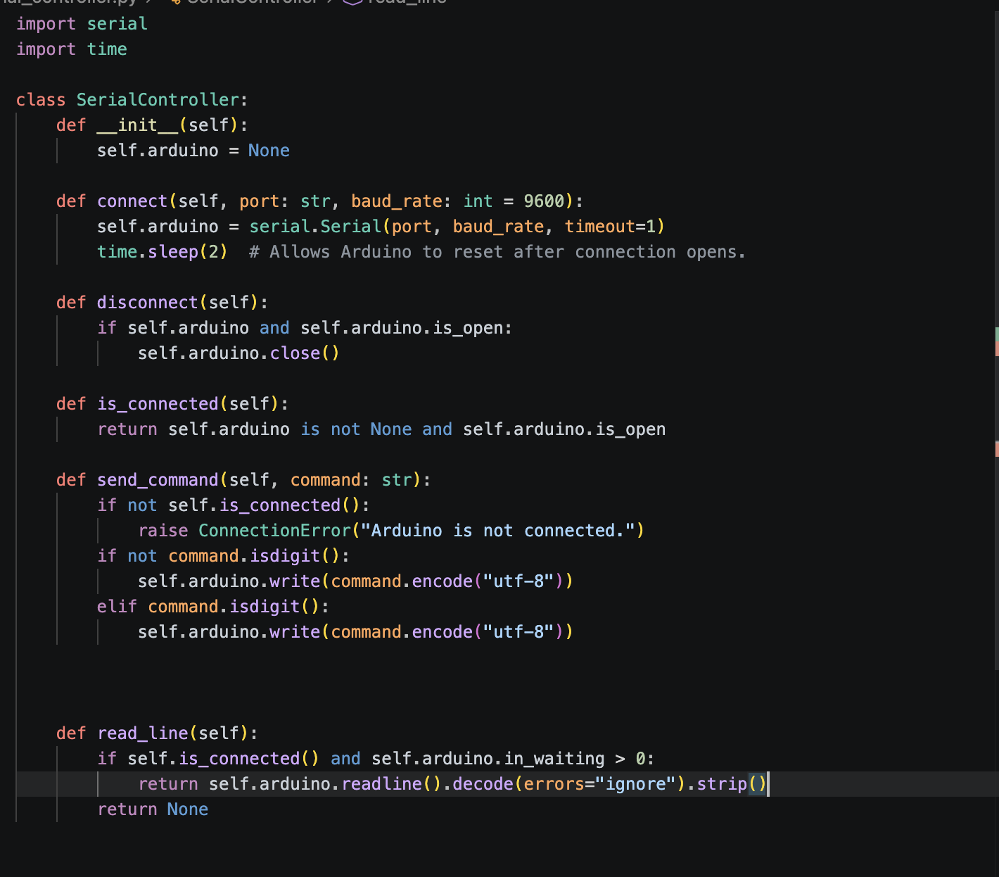 SerialController
read_line
import serial
import time
class SerialController:
    def __init__(self):
        self.arduino = None
    def connect(self, port: str, baud_rate: int = 9600):
        self.arduino = serial.Serial(port, baud_rate, timeout=1)
        time.sleep(2)  # Allows Arduino to reset after connection opens.
    def disconnect(self):
        if self.arduino and self.arduino.is_open:
            self.arduino.close()
    def is_connected(self):
        return self.arduino is not None and self.arduino.is_open
    def send_command(self, command: str):
        if not self.is_connected():
            raise ConnectionError("Arduino is not connected.")
        if not command.isdigit():
            self.arduino.write(command.encode("utf-8"))
        elif command.isdigit():
            self.arduino.write(command.encode("utf-8"))
    def read_line(self):
        if self.is_connected() and self.arduino.in_waiting > 0:
            return self.arduino.readline().decode(errors="ignore").strip()
        return None